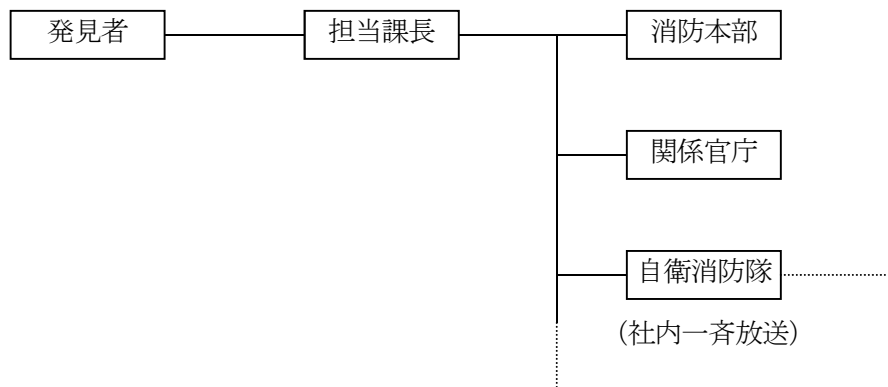 発見者
担当課長
消防本部
関係官庁
自衛消防隊
（社内一斉放送）